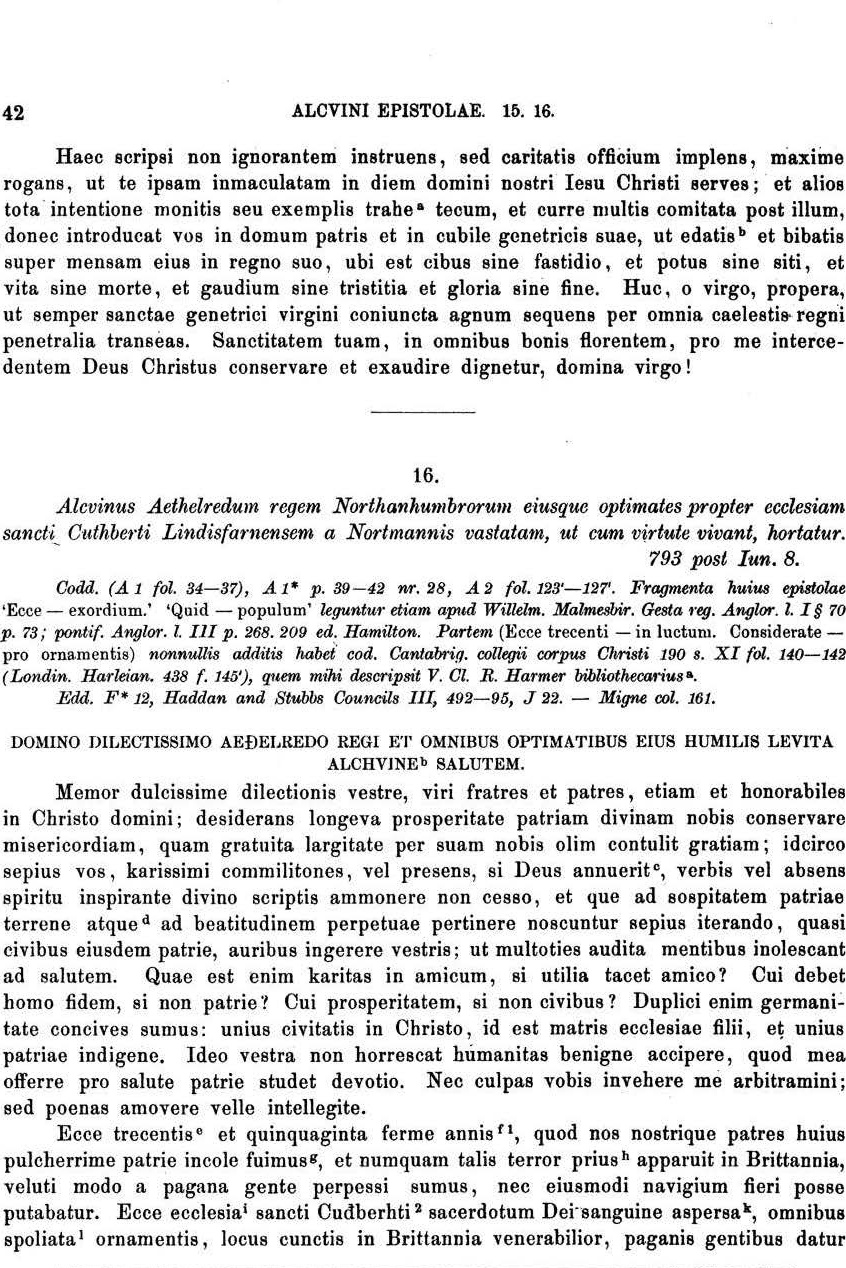 42 ALCVINI EPISTOLAE. 15. 16.
Haec scripsi non ignorantem instruens, sed caritatis officium implens, maxime
rogans, ut te ipsam inmaculatam in diem domini nostri Iesu Christi serves; et alios
tota intentione monitis seu exemplis trahe a tecum, et curre multis comitata post illum,
donec introducat vos in domum patris et in cubile genetricis suae, ut edatis b et bibatis
super mensam eius in regno suo, ubi est cibus sine fastidio, et potus sine siti, et
vita sine morte, et gaudium sine tristitia et gloria sine fine. Huc, o virgo, propera,
ut semper sanctae genetrici virgini coniuncta agnum sequens per omnia caelestis regni
penetralia transeas. Sanctitatem tuam, in omnibus bonis florentem, pro me interce-
dentem Deus Christus conservare et exaudire dignetur, domina virgo!
16.
Alcvinus Aethelredum regem Northanhumbrorum eiusque optimates propter ecclesiam
sancti Cuthberti Lindisfarnensem a Nortmannis vastatam, ut cum virtute vivant, hortatur.
793 post Iun. 8.
Codd. (A 1 fol. 34—37), A 1* p. 39—42 nr. 28, A 2 fol. 123'—127'. Fragmenta huius epistolae
'Ecce — exordium.' 'Quid — populum' leguntur etiam apud Willelm. Malmesbir. Gesta reg. Anglor. l. I § 70
p. 73; pontif. Anglor. l. III p. 268. 209 ed. Hamilton. Partem (Ecce trecenti — in luctum. Considerate —
pro ornamentis) nonnullis additis habet cod. Cantabrig. collegii corpus Christi 190 s. XI fol. 140—142
(Londin. Harleian. 438 f. 145'), quem mihi descripsit V. Cl. R. Harmer bibliothecarius a.
Edd. F* 12, Haddan and Stubbs Councils III, 492—95, J 22. — Migne col. 161.
DOMINO DILECTISSIMO AEÐELREDO REGI ET OMNIBUS OPTIMATIBUS EIUS HUMILIS LEVITA
ALCHVINE b SALUTEM.
Memor dulcissime dilectionis vestre, viri fratres et patres, etiam et honorabiles
in Christo domini; desiderans longeva prosperitate patriam divinam nobis conservare
misericordiam, quam gratuita largitate per suam nobis olim contulit gratiam; idcirco
sepius vos, karissimi commilitones, vel presens, si Deus annuerit c, verbis vel absens
spiritu inspirante divino scriptis ammonere non cesso, et que ad sospitatem patriae
terrene atque d ad beatitudinem perpetuae pertinere noscuntur sepius iterando, quasi
civibus eiusdem patrie, auribus ingerere vestris; ut multoties audita mentibus inolescant
ad salutem. Quae est enim karitas in amicum, si utilia tacet amico? Cui debet
homo fidem, si non patrie? Cui prosperitatem, si non civibus? Duplici enim germani-
tate concives sumus: unius civitatis in Christo, id est matris ecclesiae filii, et unius
patriae indigene. Ideo vestra non horrescat humanitas benigne accipere, quod mea
offerre pro salute patrie studet devotio. Nec culpas vobis invehere me arbitramini;
sed poenas amovere velle intellegite.
Ecce trecentis e et quinquaginta ferme annis f 1, quod nos nostrique patres huius
pulcherrime patrie incole fuimus g, et numquam talis terror prius h apparuit in Brittannia,
veluti modo a pagana gente perpessi sumus, nec eiusmodi navigium fieri posse
putabatur. Ecce ecclesia i sancti Cuđberhti 2 sacerdotum Dei sanguine aspersa k, omnibus
spoliata l ornamentis, locus cunctis in Brittannia venerabilior, paganis gentibus datur